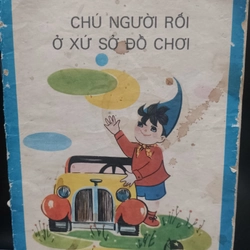 CHÚ NGƯỜI RỐI
Ở XỨ SỞ ĐỒ CHƠI